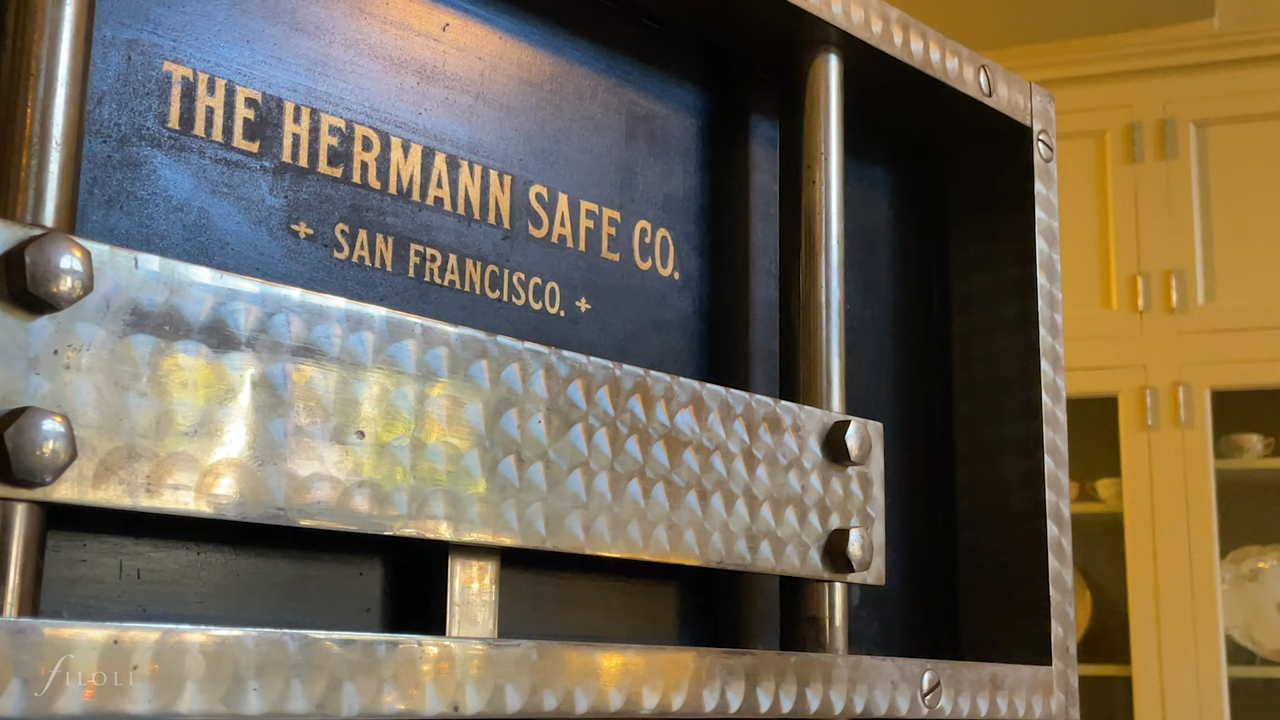 THE HERMANN SAFE CO.
✦ SAN FRANCISCO. ✦
FILOLI